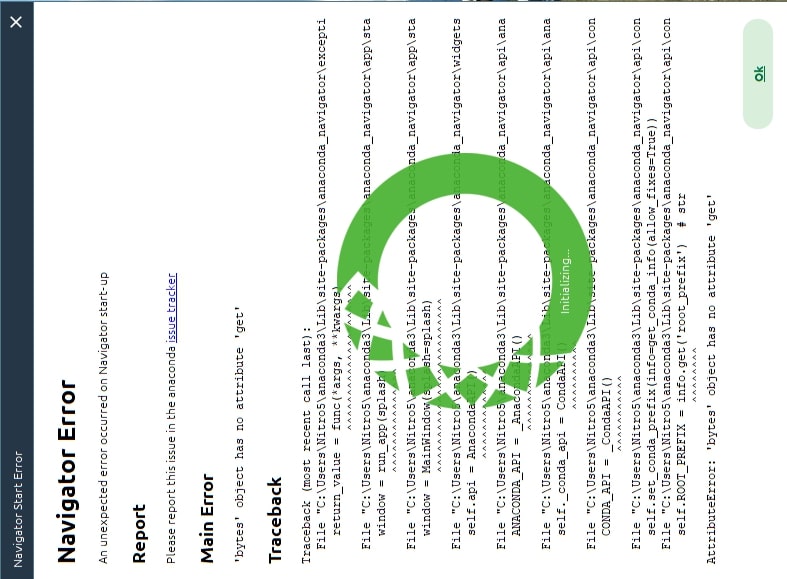 Navigator Start Error
Navigator Error
An unexpected error occurred on Navigator start-up
Report
Please report this issue in the anaconda issue tracker
Main Error
'bytes' object has no attribute 'get'
Traceback
Traceback (most recent call last):
File "C:\Users\Nitro5\anaconda3\Lib\site-packages\anaconda_navigator\excepti
return_value = func(*args, **kwargs)
^^^^^^^^^^^^^^^^^^^^^
File "C:\Users\Nitro5\anaconda3\Lib\site-packages\anaconda_navigator\app\sta
window = run_app(splash)
^^^^^^^^^^^^^^^
File "C:\Users\Nitro5\anaconda3\Lib\site-packages\anaconda_navigator\app\sta
window = MainWindow(splash=splash)
^^^^^^^^^^^^^^^^^^^^^^^^^
File "C:\Users\Nitro5\anaconda3\Lib\site-packages\anaconda_navigator\widgets
self.api = AnacondaAPI()
^^^^^^^^^^^^^
File "C:\Users\Nitro5\anaconda3\Lib\site-packages\anaconda_navigator\api\ana
ANACONDA_API = _AnacondaAPI()
^^^^^^^^^^^^^^
File "C:\Users\Nitro5\anaconda3\Lib\site-packages\anaconda_navigator\api\ana
self._conda_api = CondaAPI()
^^^^^^^^^^
File "C:\Users\Nitro5\anaconda3\Lib\site-packages\anaconda_navigator\api\con
CONDA_API = _CondaAPI()
^^^^^^^^^^^
File "C:\Users\Nitro5\anaconda3\Lib\site-packages\anaconda_navigator\api\con
self.set_conda_prefix(info=get_conda_info(allow_fixes=True))
File "C:\Users\Nitro5\anaconda3\Lib\site-packages\anaconda_navigator\api\con
self.ROOT_PREFIX = info.get('root_prefix')  # str
^^^^^^^^
AttributeError: 'bytes' object has no attribute 'get'
Initializing...
Ok